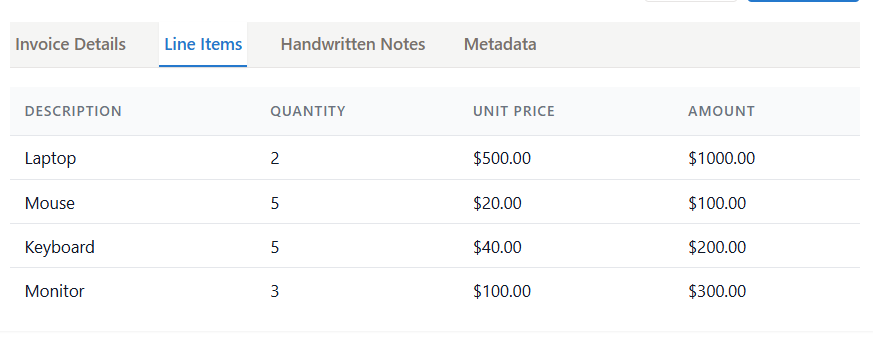 Invoice Details Line Items Handwritten Notes Metadata
DESCRIPTION QUANTITY UNIT PRICE AMOUNT
Laptop 2 $500.00 $1000.00
Mouse 5 $20.00 $100.00
Keyboard 5 $40.00 $200.00
Monitor 3 $100.00 $300.00